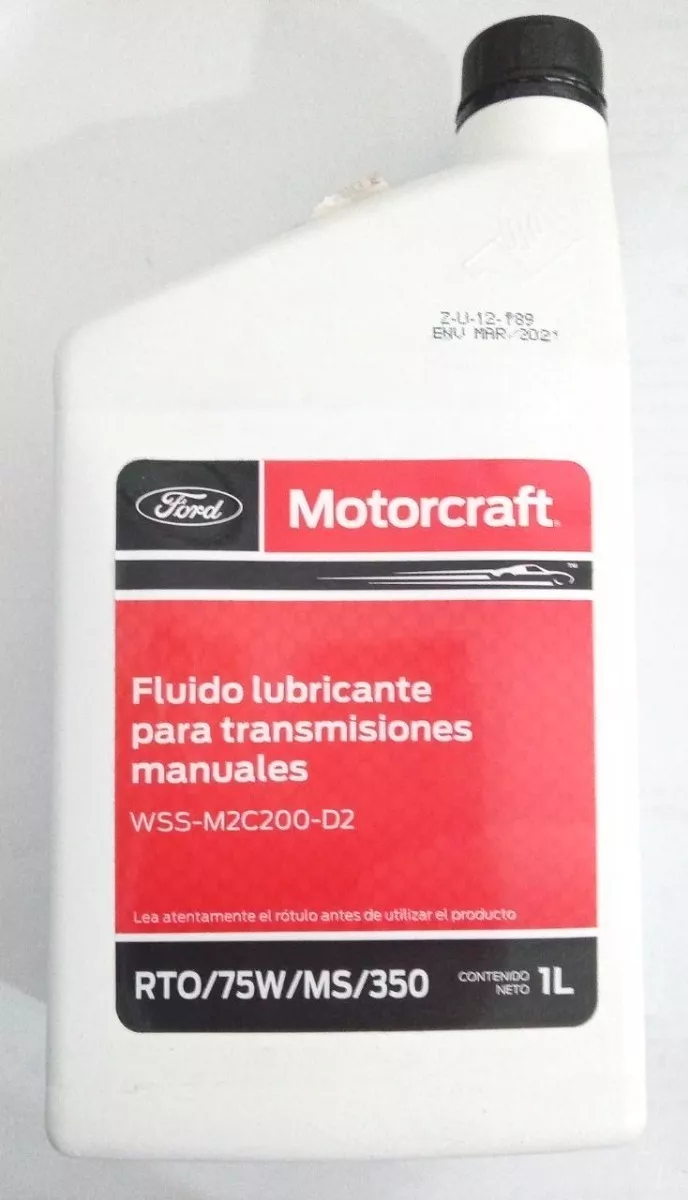 Z-U-12-189
ENV MAR/2021
Ford
Motorcraft
Fluido lubricante
para transmisiones
manuales
WSS-M2C200-D2
Lea atentamente el rótulo antes de utilizar el producto
RTO/75W/MS/350
CONTENIDO
NETO 1L